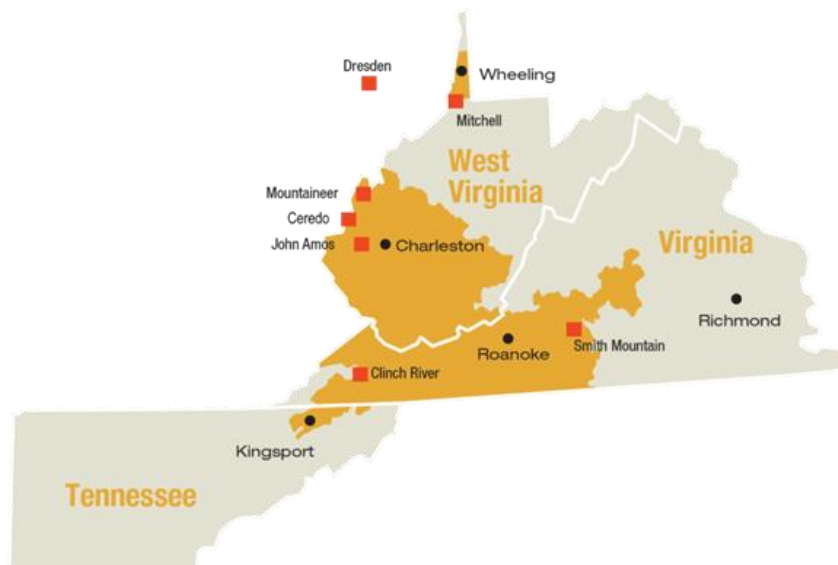 Dresden
Wheeling
Mitchell
West
Virginia
Mountaineer
Ceredo
John Amos
Charleston
Virginia
Richmond
Roanoke
Smith Mountain
Clinch River
Kingsport
Tennessee